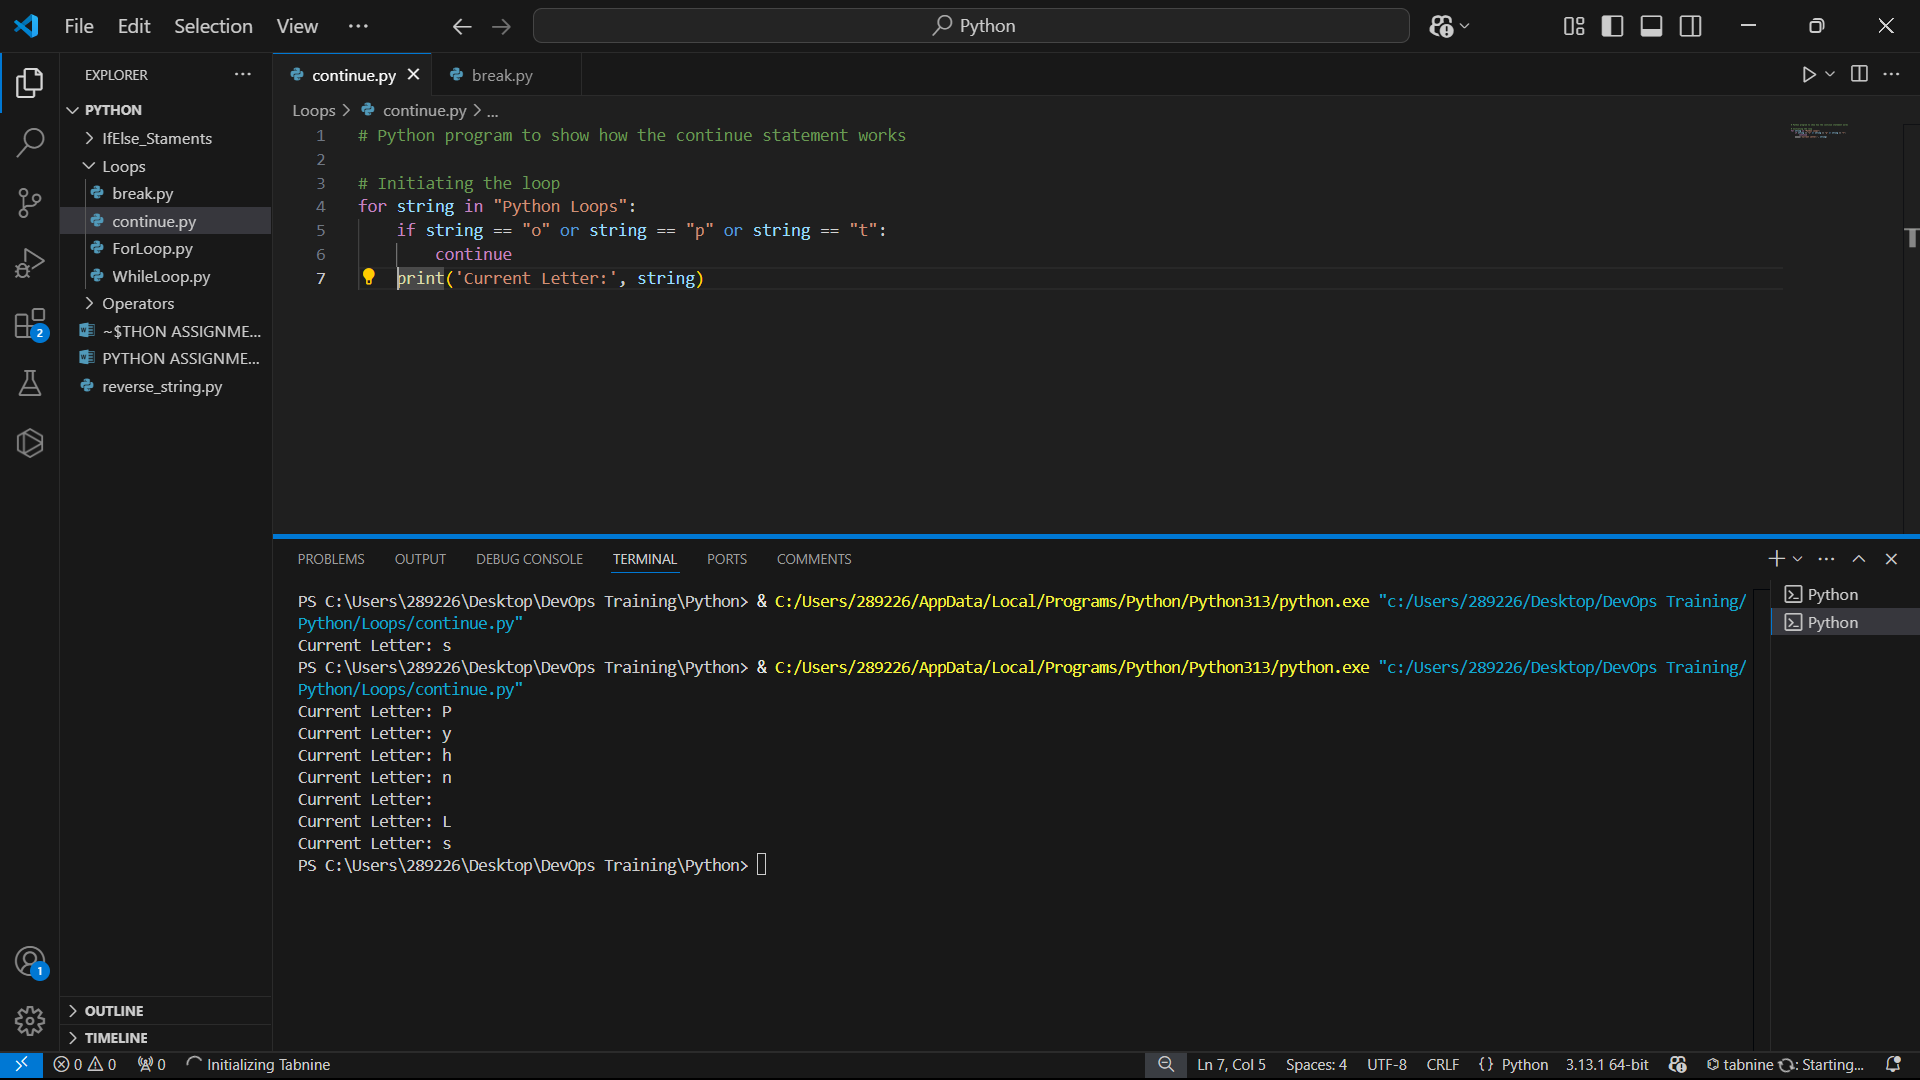 File Edit Selection View ···
Python
EXPLORER ···
PYTHON
IfElse_Staments
Loops
break.py
continue.py
ForLoop.py
WhileLoop.py
Operators
~$THON ASSIGNME...
PYTHON ASSIGNME...
reverse_string.py
OUTLINE
TIMELINE
continue.py break.py
Loops > continue.py > ...
1 # Python program to show how the continue statement works
2
3 # Initiating the loop
4 for string in "Python Loops":
5 if string == "o" or string == "p" or string == "t":
6 continue
7 print('Current Letter:', string)
PROBLEMS OUTPUT DEBUG CONSOLE TERMINAL PORTS COMMENTS
PS C:\Users\289226\Desktop\DevOps Training\Python> & C:/Users/289226/AppData/Local/Programs/Python/Python313/python.exe "c:/Users/289226/Desktop/DevOps Training/
Python/Loops/continue.py"
Current Letter: s
PS C:\Users\289226\Desktop\DevOps Training\Python> & C:/Users/289226/AppData/Local/Programs/Python/Python313/python.exe "c:/Users/289226/Desktop/DevOps Training/
Python/Loops/continue.py"
Current Letter: P
Current Letter: y
Current Letter: h
Current Letter: n
Current Letter:
Current Letter: L
Current Letter: s
PS C:\Users\289226\Desktop\DevOps Training\Python>
Python
Python
2
1
0 0 0 Initializing Tabnine
Ln 7, Col 5 Spaces: 4 UTF-8 CRLF {} Python 3.13.1 64-bit tabnine : Starting...